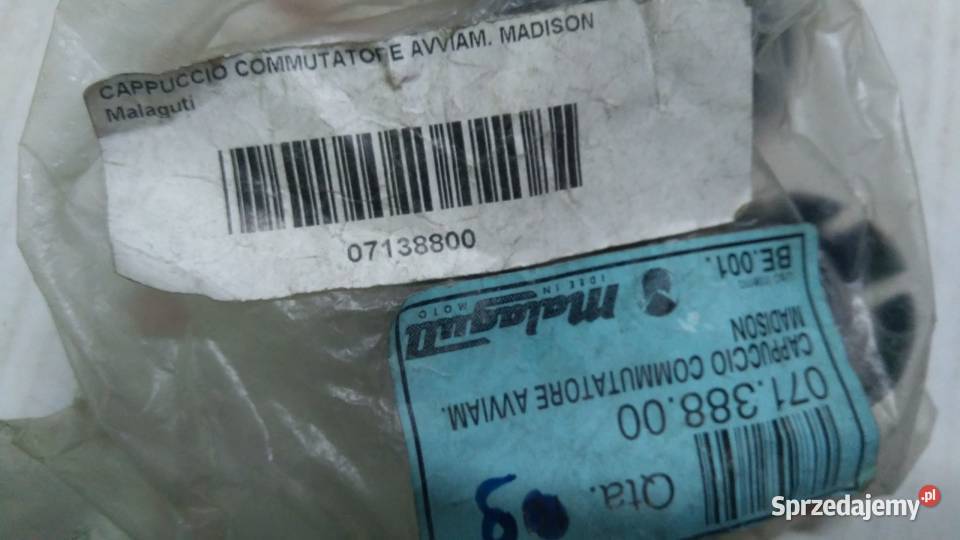 CAPPUCCIO COMMUTATORE AVVIAM. MADISON
Malaguti
07138800
malaguti
IDEE IN MOTO
BE.001.
CAPPUCCIO COMMUTATORE AVVIAM.
MADISON
071.388.00
Qta.
Sprzedajemy.pl